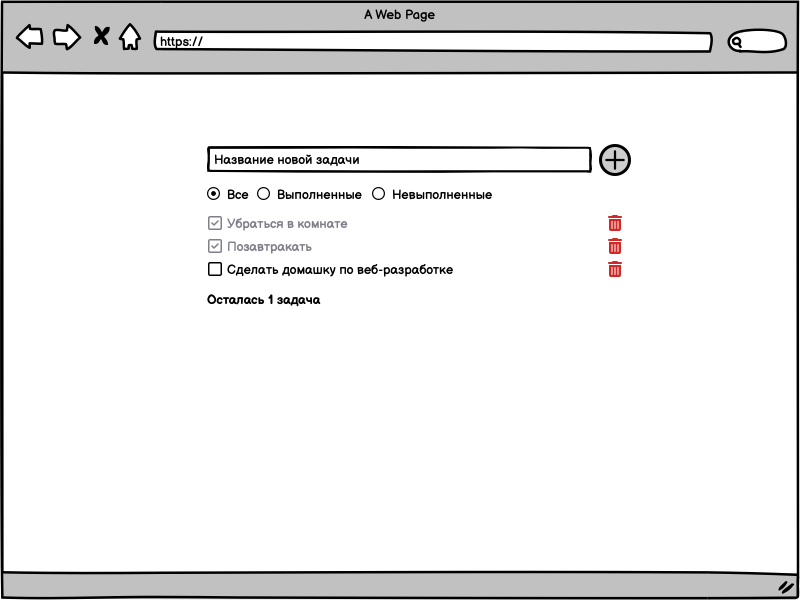 A Web Page
https://
Название новой задачи
Все Выполненные Невыполненные
Убраться в комнате
Позавтракать
Сделать домашку по веб-разработке
Осталась 1 задача